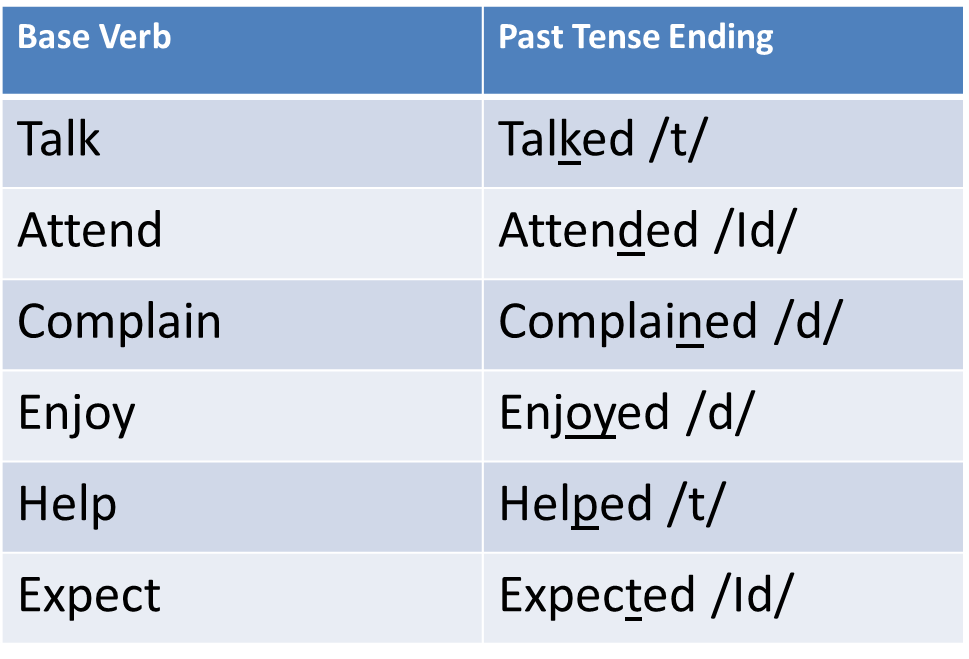 Base Verb Past Tense Ending
Talk Talked /t/
Attend Attended /Id/
Complain Complained /d/
Enjoy Enjoyed /d/
Help Helped /t/
Expect Expected /Id/